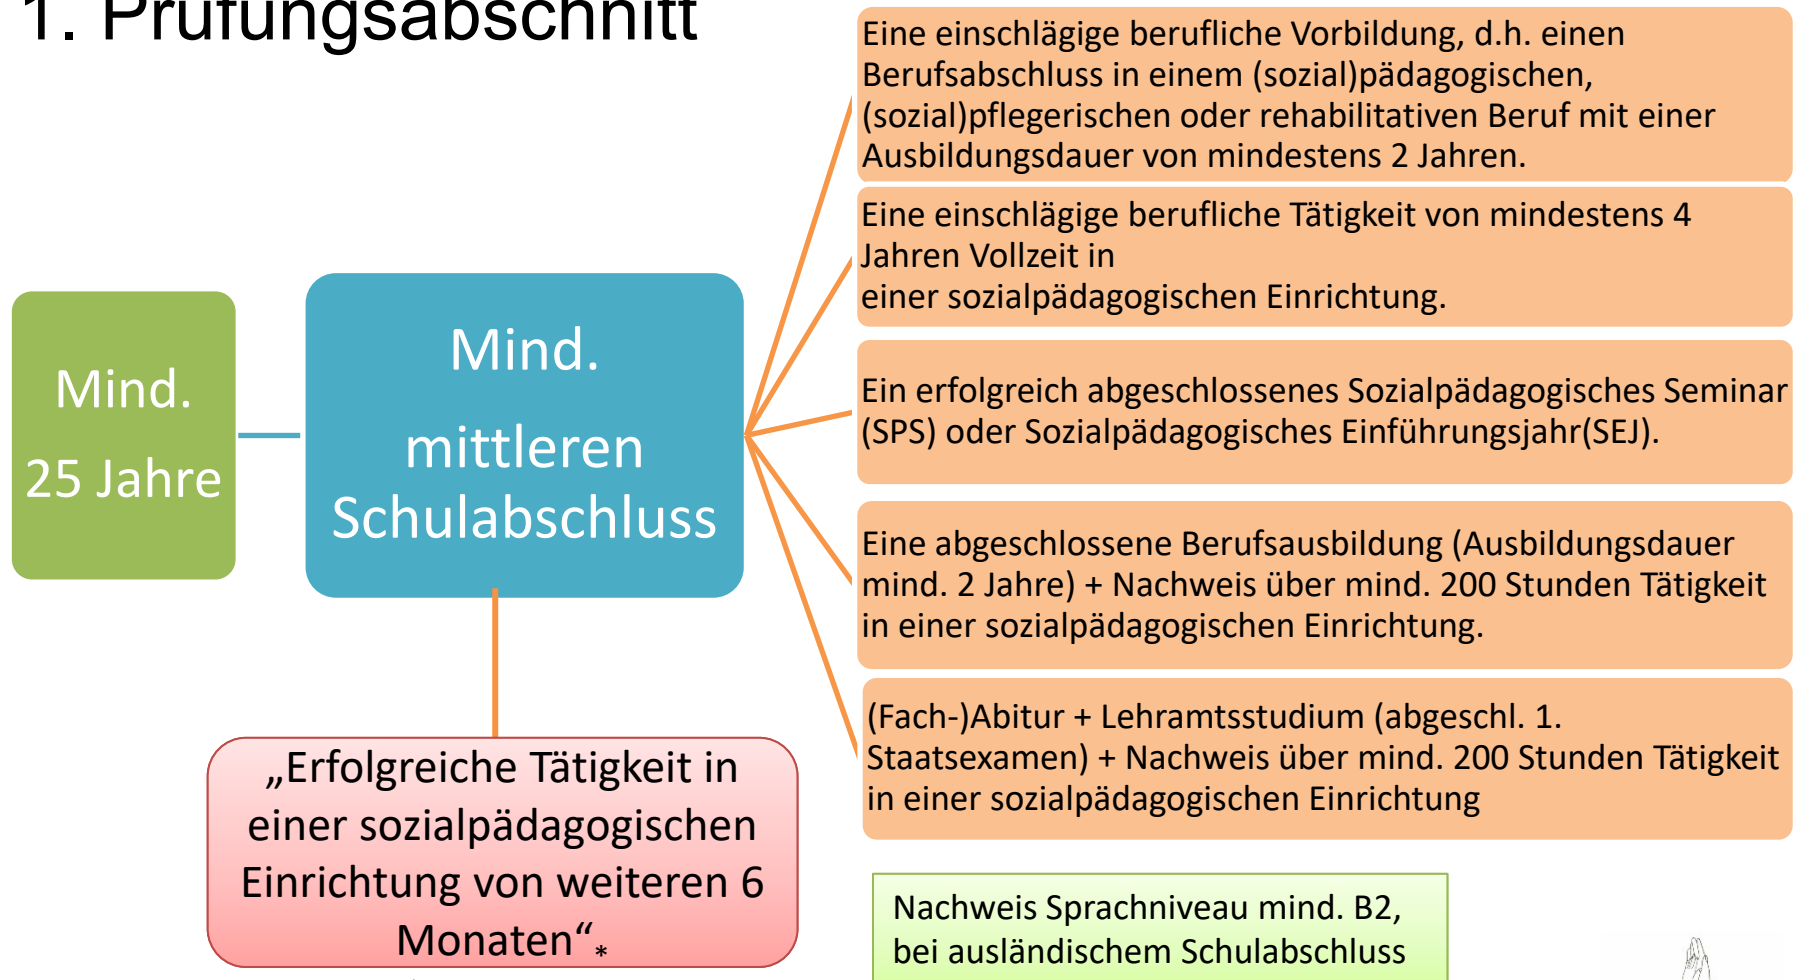 1. Prüfungsabschnitt
Mind.
25 Jahre
Mind.
mittleren
Schulabschluss
„Erfolgreiche Tätigkeit in
einer sozialpädagogischen
Einrichtung von weiteren 6
Monaten“*
Eine einschlägige berufliche Vorbildung, d.h. einen
Berufsabschluss in einem (sozial)pädagogischen,
(sozial)pflegerischen oder rehabilitativen Beruf mit einer
Ausbildungsdauer von mindestens 2 Jahren.
Eine einschlägige berufliche Tätigkeit von mindestens 4
Jahren Vollzeit in
einer sozialpädagogischen Einrichtung.
Ein erfolgreich abgeschlossenes Sozialpädagogisches Seminar
(SPS) oder Sozialpädagogisches Einführungsjahr(SEJ).
Eine abgeschlossene Berufsausbildung (Ausbildungsdauer
mind. 2 Jahre) + Nachweis über mind. 200 Stunden Tätigkeit
in einer sozialpädagogischen Einrichtung.
(Fach-)Abitur + Lehramtsstudium (abgeschl. 1.
Staatsexamen) + Nachweis über mind. 200 Stunden Tätigkeit
in einer sozialpädagogischen Einrichtung
Nachweis Sprachniveau mind. B2,
bei ausländischem Schulabschluss